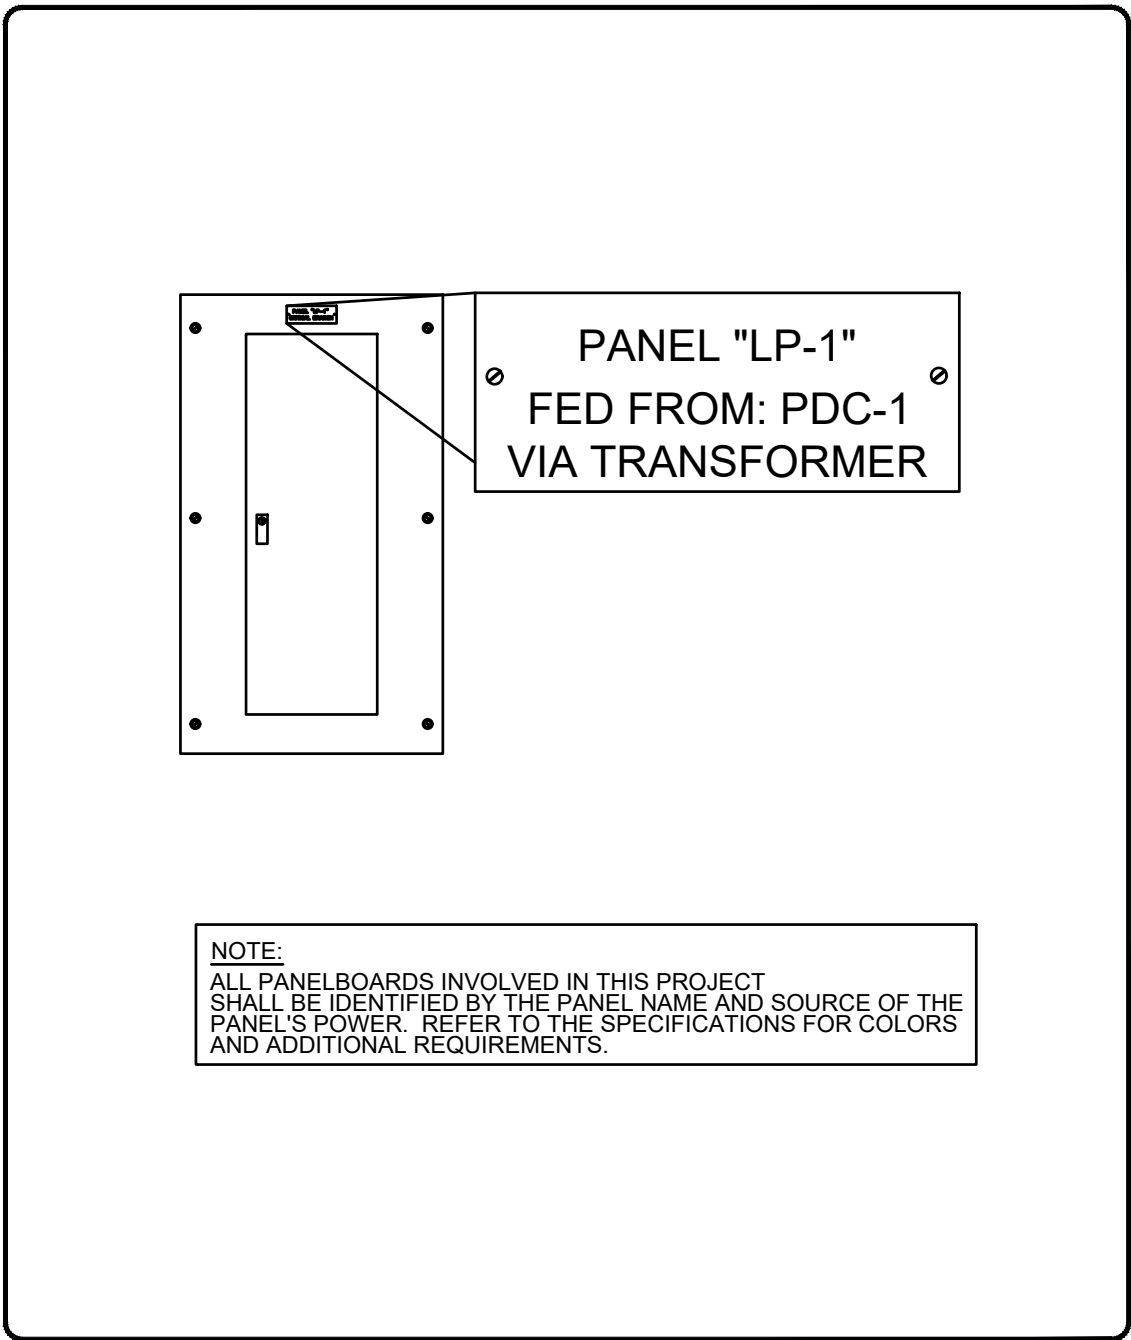 PANEL "LP-1"
FED FROM: PDC-1
VIA TRANSFORMER
NOTE:
ALL PANELBOARDS INVOLVED IN THIS PROJECT
SHALL BE IDENTIFIED BY THE PANEL NAME AND SOURCE OF THE
PANEL'S POWER.  REFER TO THE SPECIFICATIONS FOR COLORS
AND ADDITIONAL REQUIREMENTS.